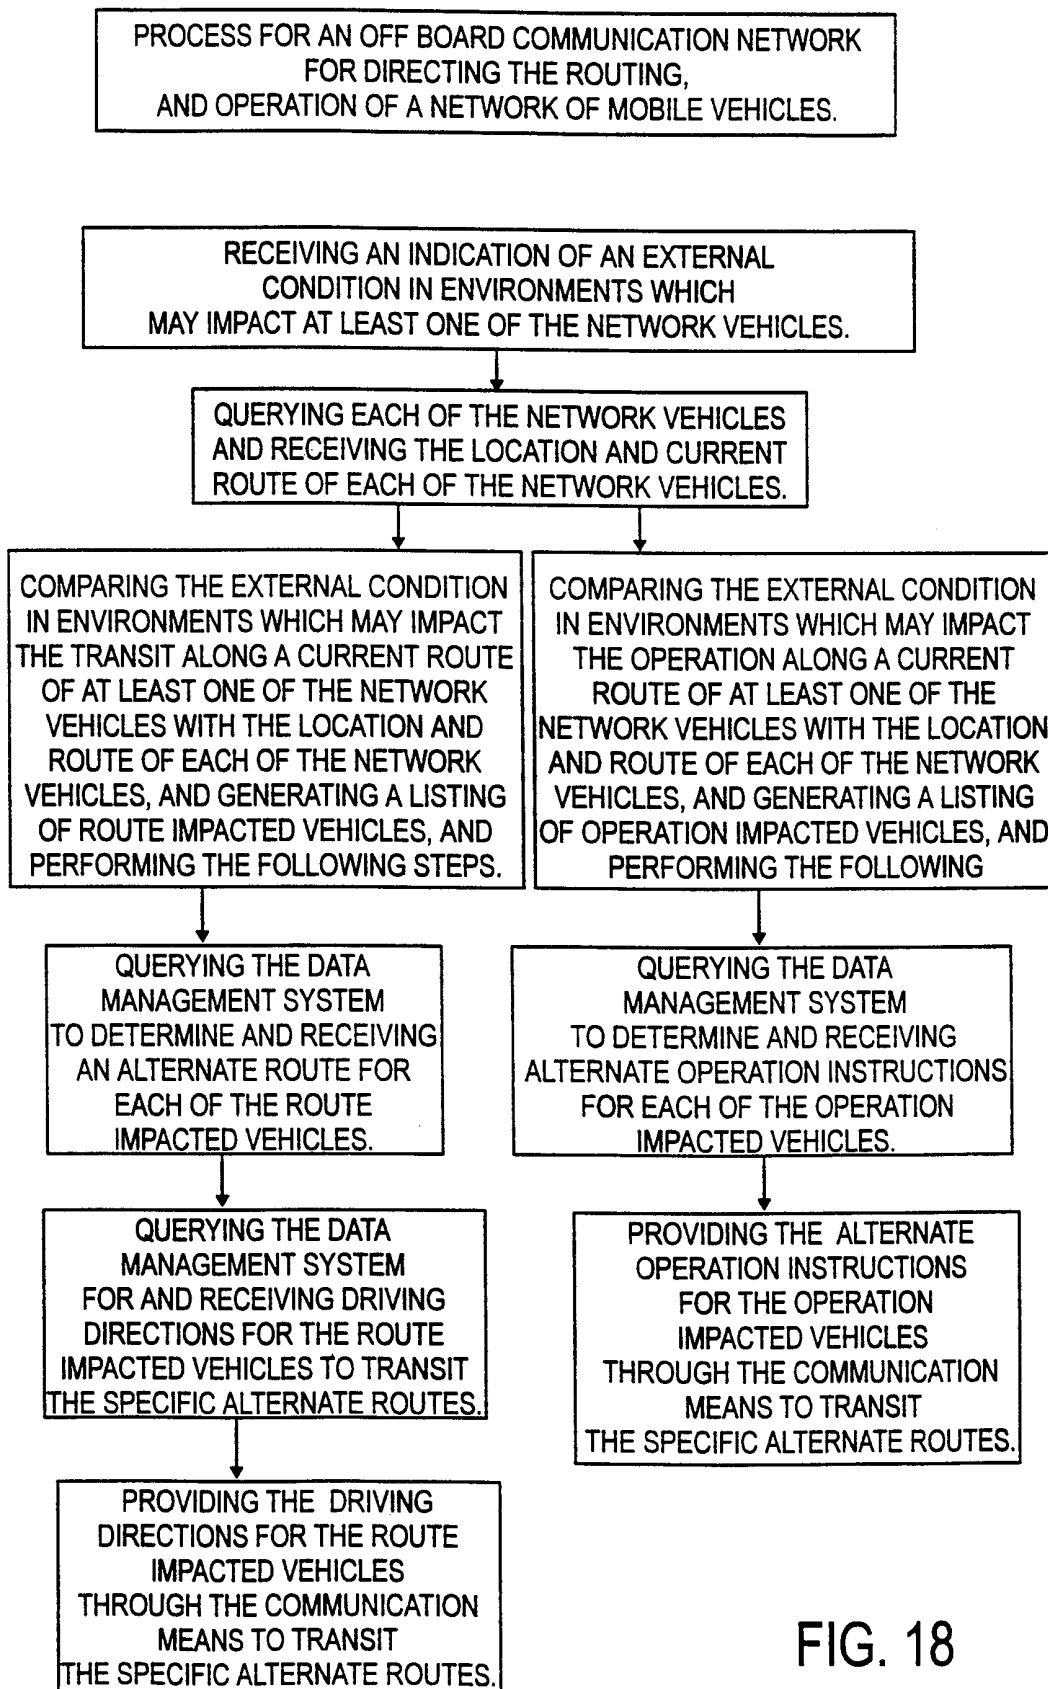 PROCESS FOR AN OFF BOARD COMMUNICATION NETWORK
FOR DIRECTING THE ROUTING,
AND OPERATION OF A NETWORK OF MOBILE VEHICLES.
RECEIVING AN INDICATION OF AN EXTERNAL
CONDITION IN ENVIRONMENTS WHICH
MAY IMPACT AT LEAST ONE OF THE NETWORK VEHICLES.
QUERYING EACH OF THE NETWORK VEHICLES
AND RECEIVING THE LOCATION AND CURRENT
ROUTE OF EACH OF THE NETWORK VEHICLES.
COMPARING THE EXTERNAL CONDITION
IN ENVIRONMENTS WHICH MAY IMPACT
THE TRANSIT ALONG A CURRENT ROUTE
OF AT LEAST ONE OF THE NETWORK
VEHICLES WITH THE LOCATION AND
ROUTE OF EACH OF THE NETWORK
VEHICLES, AND GENERATING A LISTING
OF ROUTE IMPACTED VEHICLES, AND
PERFORMING THE FOLLOWING STEPS.
COMPARING THE EXTERNAL CONDITION
IN ENVIRONMENTS WHICH MAY IMPACT
THE OPERATION ALONG A CURRENT
ROUTE OF AT LEAST ONE OF THE
NETWORK VEHICLES WITH THE LOCATION
AND ROUTE OF EACH OF THE NETWORK
VEHICLES, AND GENERATING A LISTING
OF OPERATION IMPACTED VEHICLES, AND
PERFORMING THE FOLLOWING
QUERYING THE DATA
MANAGEMENT SYSTEM
TO DETERMINE AND RECEIVING
AN ALTERNATE ROUTE FOR
EACH OF THE ROUTE
IMPACTED VEHICLES.
QUERYING THE DATA
MANAGEMENT SYSTEM
TO DETERMINE AND RECEIVING
ALTERNATE OPERATION INSTRUCTIONS
FOR EACH OF THE OPERATION
IMPACTED VEHICLES.
QUERYING THE DATA
MANAGEMENT SYSTEM
FOR AND RECEIVING DRIVING
DIRECTIONS FOR THE ROUTE
IMPACTED VEHICLES TO TRANSIT
THE SPECIFIC ALTERNATE ROUTES.
PROVIDING THE ALTERNATE
OPERATION INSTRUCTIONS
FOR THE OPERATION
IMPACTED VEHICLES
THROUGH THE COMMUNICATION
MEANS TO TRANSIT
THE SPECIFIC ALTERNATE ROUTES.
PROVIDING THE DRIVING
DIRECTIONS FOR THE ROUTE
IMPACTED VEHICLES
THROUGH THE COMMUNICATION
MEANS TO TRANSIT
THE SPECIFIC ALTERNATE ROUTES.
FIG. 18